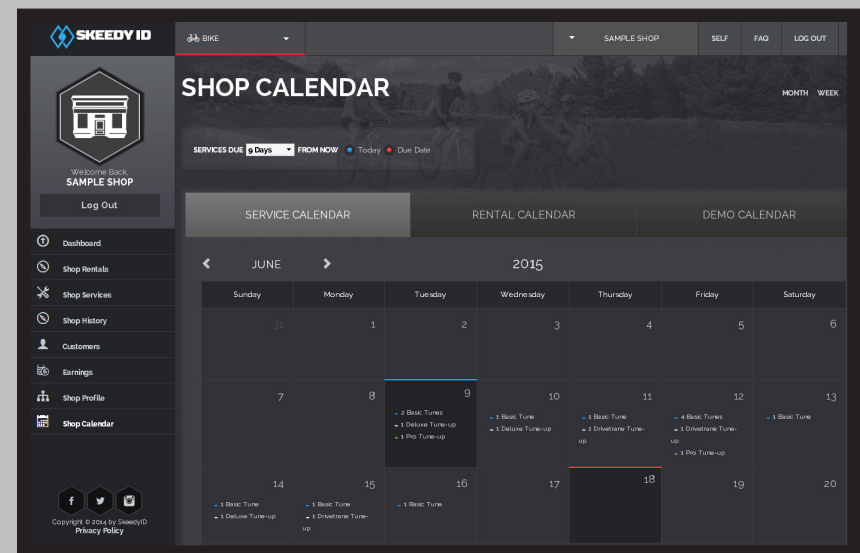 SKEEDY ID
BIKE
SAMPLE SHOP
SELF
FAQ
LOG OUT
Welcome Back,
SAMPLE SHOP
Log Out
Dashboard
Shop Rentals
Shop Services
Shop History
Customers
Earnings
Shop Profile
Shop Calendar
Copyright © 2014 by SkeedyID
Privacy Policy
SHOP CALENDAR
MONTH WEEK
SERVICES DUE 9 Days FROM NOW Today Due Date
SERVICE CALENDAR
RENTAL CALENDAR
DEMO CALENDAR
JUNE
2015
Sunday Monday Tuesday Wednesday Thursday Friday Saturday
31 1 2 3 4 5 6
7
8
9
2 Basic Tunes
1 Deluxe Tune-up
1 Pro Tune-up
10
1 Basic Tune
1 Deluxe Tune-up
11
1 Basic Tune
1 Drivetrane Tune-
up
12
4 Basic Tunes
1 Drivetrane Tune-
up
1 Pro Tune-up
13
1 Basic Tune
14
1 Basic Tune
1 Deluxe Tune-up
15
1 Basic Tune
1 Drivetrane Tune-
up
16
1 Basic Tune
17
18
19
20